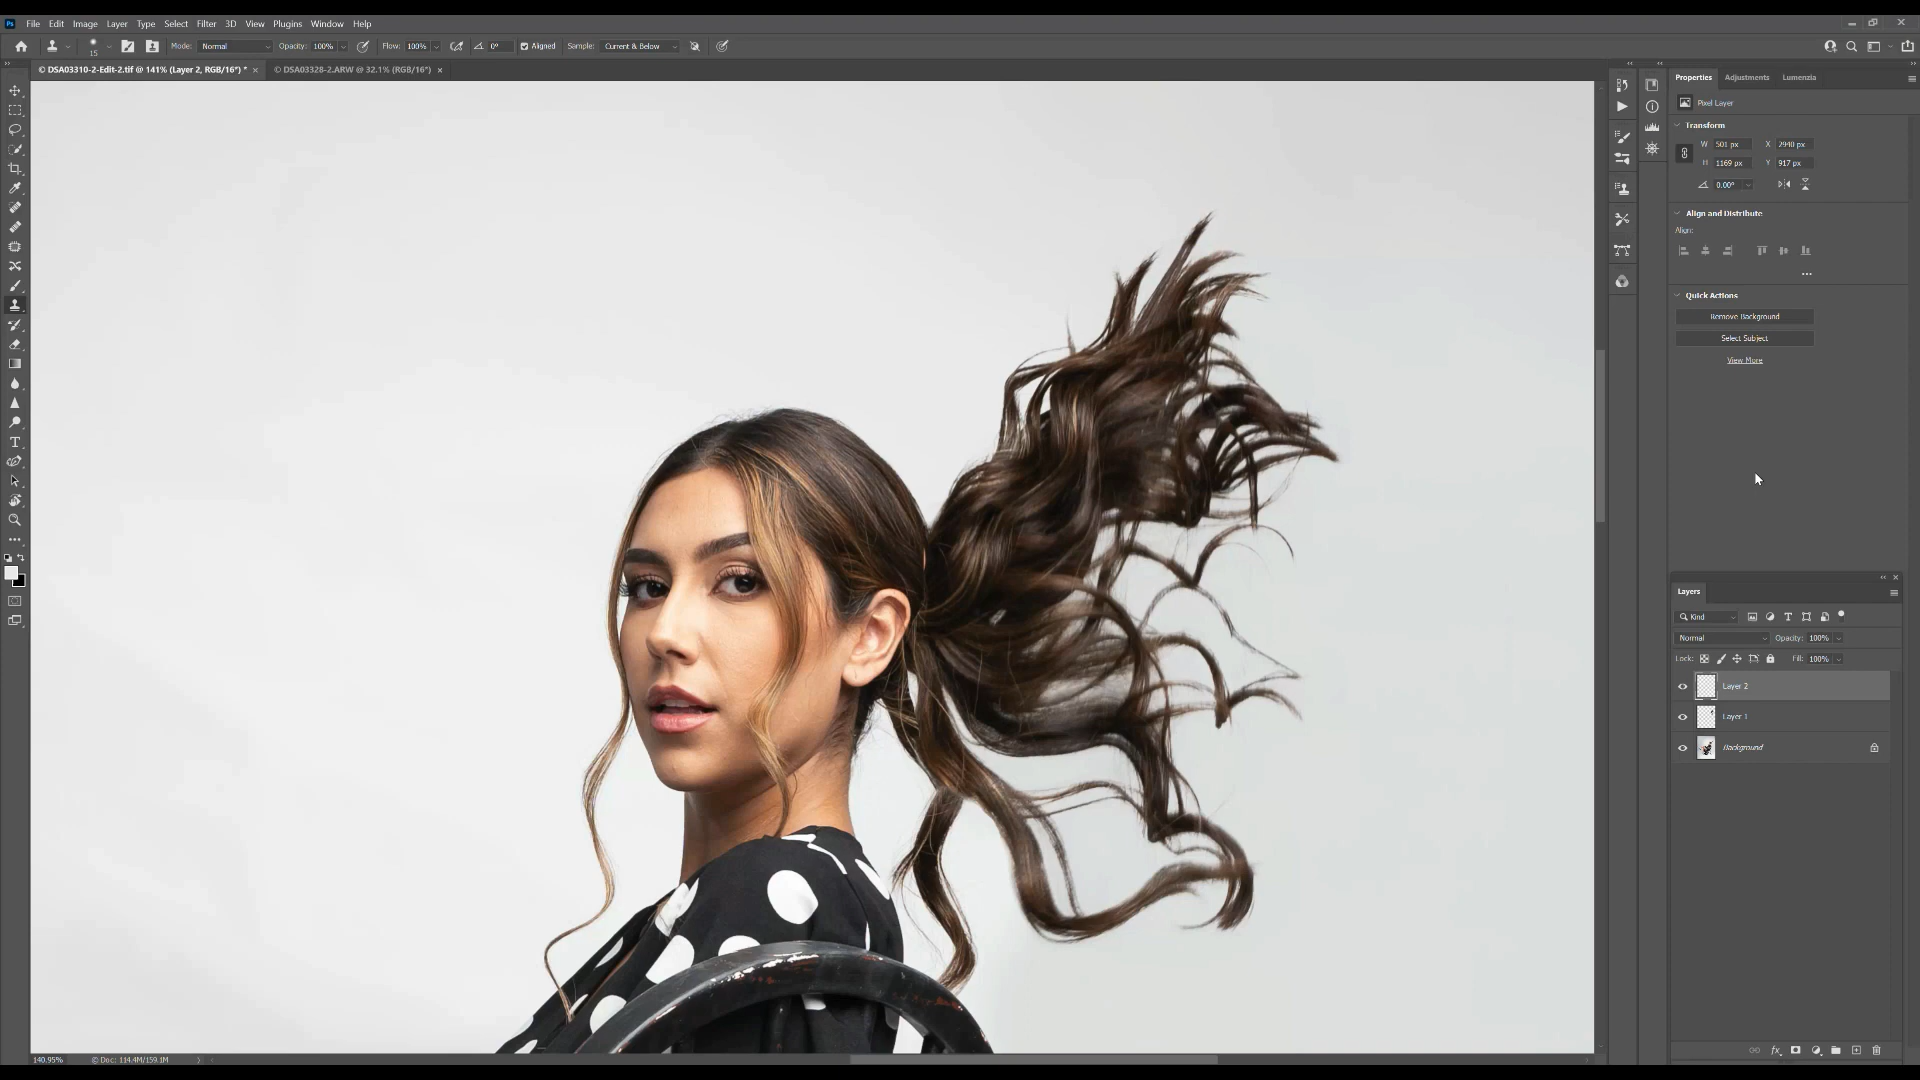 Ps File Edit Image Layer Type Select Filter 3D View Plugins Window Help
15 Mode: Normal Opacity: 100% Flow: 100% 0° Aligned Sample: Current & Below
© DSA03310-2-Edit-2.tif @ 141% (Layer 2, RGB/16*) * × © DSA03328-2.ARW @ 32.1% (RGB/16*) ×
Properties Adjustments Lumenzia
Pixel Layer
Transform
W 501 px X 2940 px
H 1169 px Y 917 px
0.00°
Align and Distribute
Align:
Quick Actions
Remove Background
Select Subject
View More
Layers
Kind
Normal Opacity: 100%
Lock: Fill: 100%
Layer 2
Layer 1
Background
fx
140.95% © Doc: 114.4M/159.1M